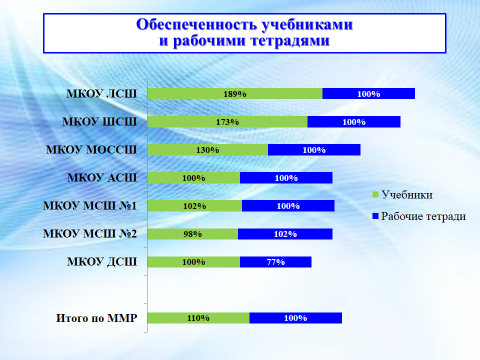 Обеспеченность учебниками
и рабочими тетрадями
МКОУ ЛСШ 189% 100%
МКОУ ШСШ 173% 100%
МКОУ МОССШ 130% 100%
МКОУ АСШ 100% 100%
МКОУ МСШ №1 102% 100%
МКОУ МСШ №2 98% 102%
МКОУ ДСШ 100% 77%
Итого по ММР 110% 100%
Учебники
Рабочие тетради